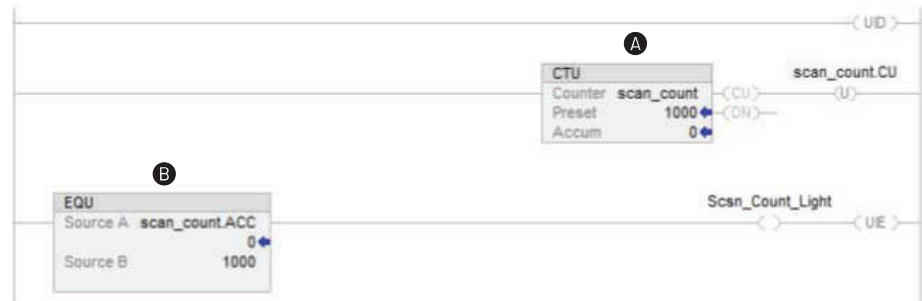 (UD)
A
CTU
Counter scan_count
Preset 1000
Accum 0
(CU)
(DN)
scan_count.CU
(U)
B
EQU
Source A scan_count.ACC
0
Source B 1000
Scsn_Count_Light
(UE)